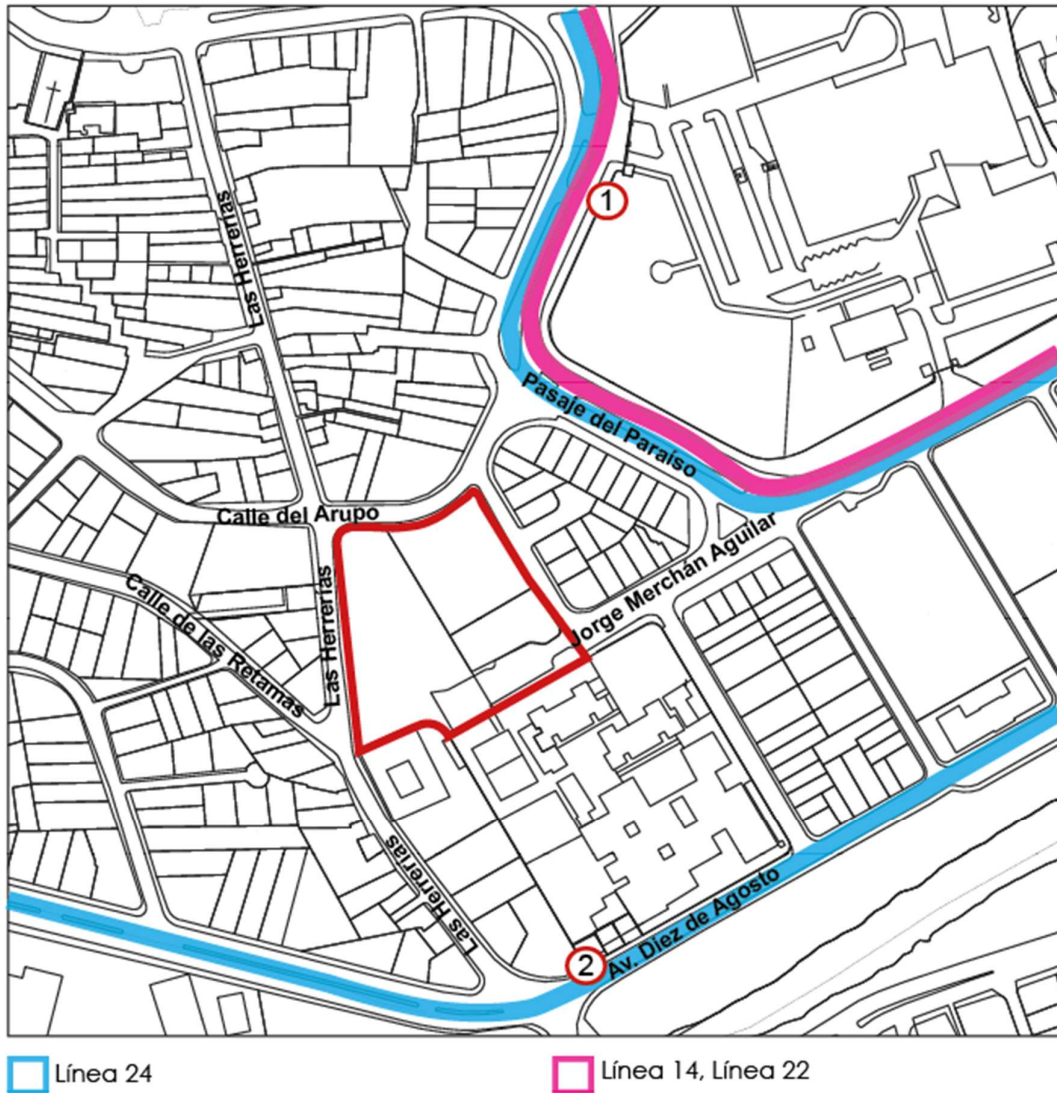 1
Las Herrerías
Pasaje del Paraíso
Calle del Arupo
Jorge Merchán Aguilar
Las Herrerías
Calle de las Retamas
Las Herrerías
Av. Diez de Agosto
2
Línea 24
Línea 14, Línea 22